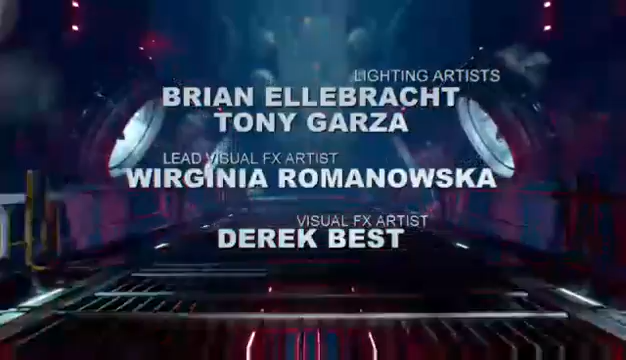 LIGHTING ARTISTS
BRIAN ELLEBRACHT
TONY GARZA
LEAD VISUAL FX ARTIST
WIRGINIA ROMANOWSKA
VISUAL FX ARTIST
DEREK BEST